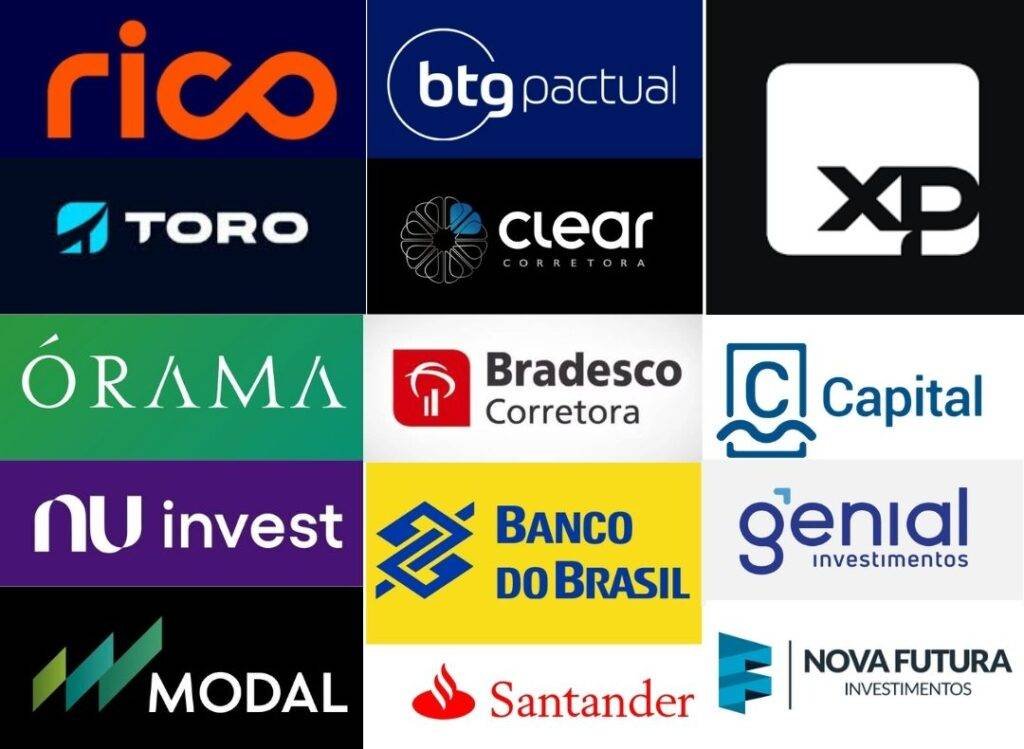 rico
btg pactual
xp
TORO
clear
CORRETORA
ÓRAMA
Bradesco
Corretora
C
Capital
nu invest
BANCO
DO BRASIL
genial
investimentos
MODAL
Santander
NOVA FUTURA
INVESTIMENTOS